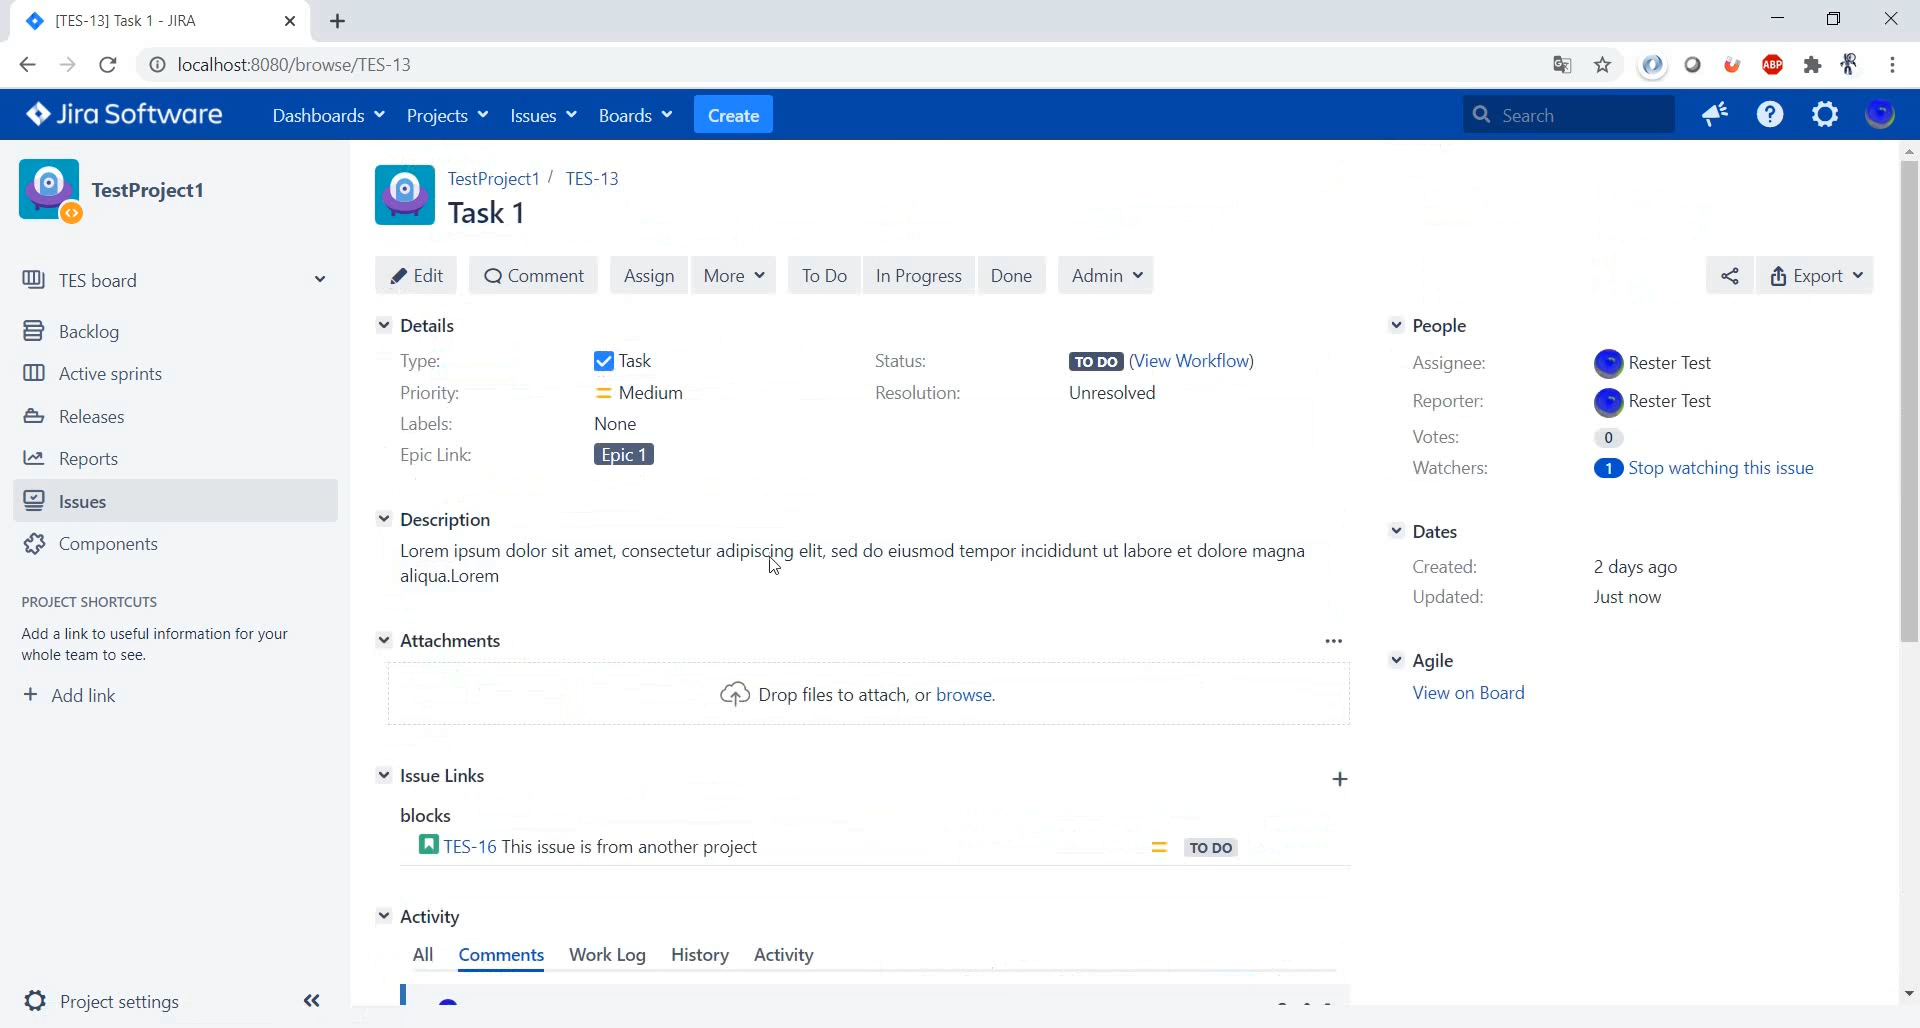 [TES-13] Task 1 - JIRA
localhost:8080/browse/TES-13
ABP
Jira Software Dashboards Projects Issues Boards Create Search
TestProject1
TES board
Backlog
Active sprints
Releases
Reports
Issues
Components
PROJECT SHORTCUTS
Add a link to useful information for your
whole team to see.
+ Add link
Project settings
TestProject1 / TES-13
Task 1
Edit Comment Assign More To Do In Progress Done Admin Export
Details
Type: Task Status: TO DO (View Workflow)
Priority: Medium Resolution: Unresolved
Labels: None
Epic Link: Epic 1
Description
Lorem ipsum dolor sit amet, consectetur adipiscing elit, sed do eiusmod tempor incididunt ut labore et dolore magna
aliqua.Lorem
Attachments
Drop files to attach, or browse.
Issue Links
blocks
TES-16 This issue is from another project TO DO
Activity
All Comments Work Log History Activity
People
Assignee: Rester Test
Reporter: Rester Test
Votes: 0
Watchers: 1 Stop watching this issue
Dates
Created: 2 days ago
Updated: Just now
Agile
View on Board